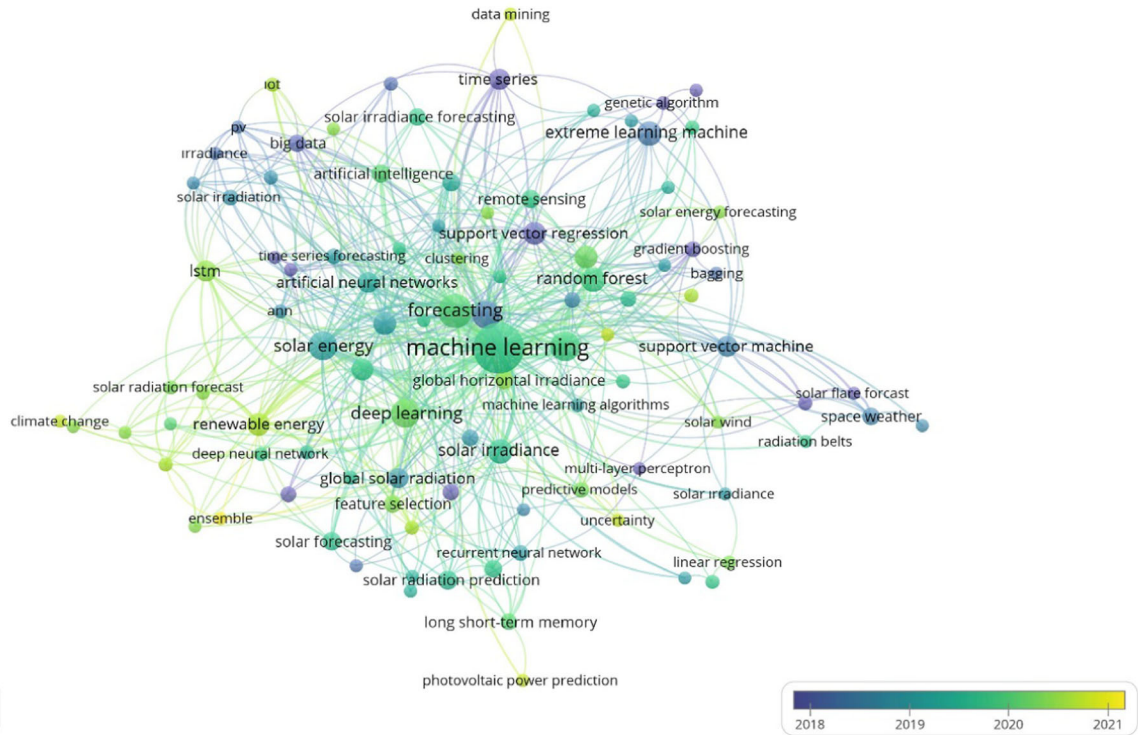 data mining
time series
iot
genetic algorithm
solar irradiance forecasting
pv
extreme learning machine
big data
irradiance
artificial intelligence
solar irradiation
remote sensing
solar energy forecasting
support vector regression
gradient boosting
time series forecasting
clustering
lstm
bagging
artificial neural networks
random forest
ann
forecasting
solar energy
machine learning
support vector machine
global horizontal irradiance
solar radiation forecast
solar flare forcast
machine learning algorithms
deep learning
space weather
climate change
renewable energy
solar wind
radiation belts
deep neural network
solar irradiance
multi-layer perceptron
global solar radiation
predictive models
solar irradiance
feature selection
ensemble
uncertainty
solar forecasting
recurrent neural network
linear regression
solar radiation prediction
long short-term memory
photovoltaic power prediction
2018 2019 2020 2021